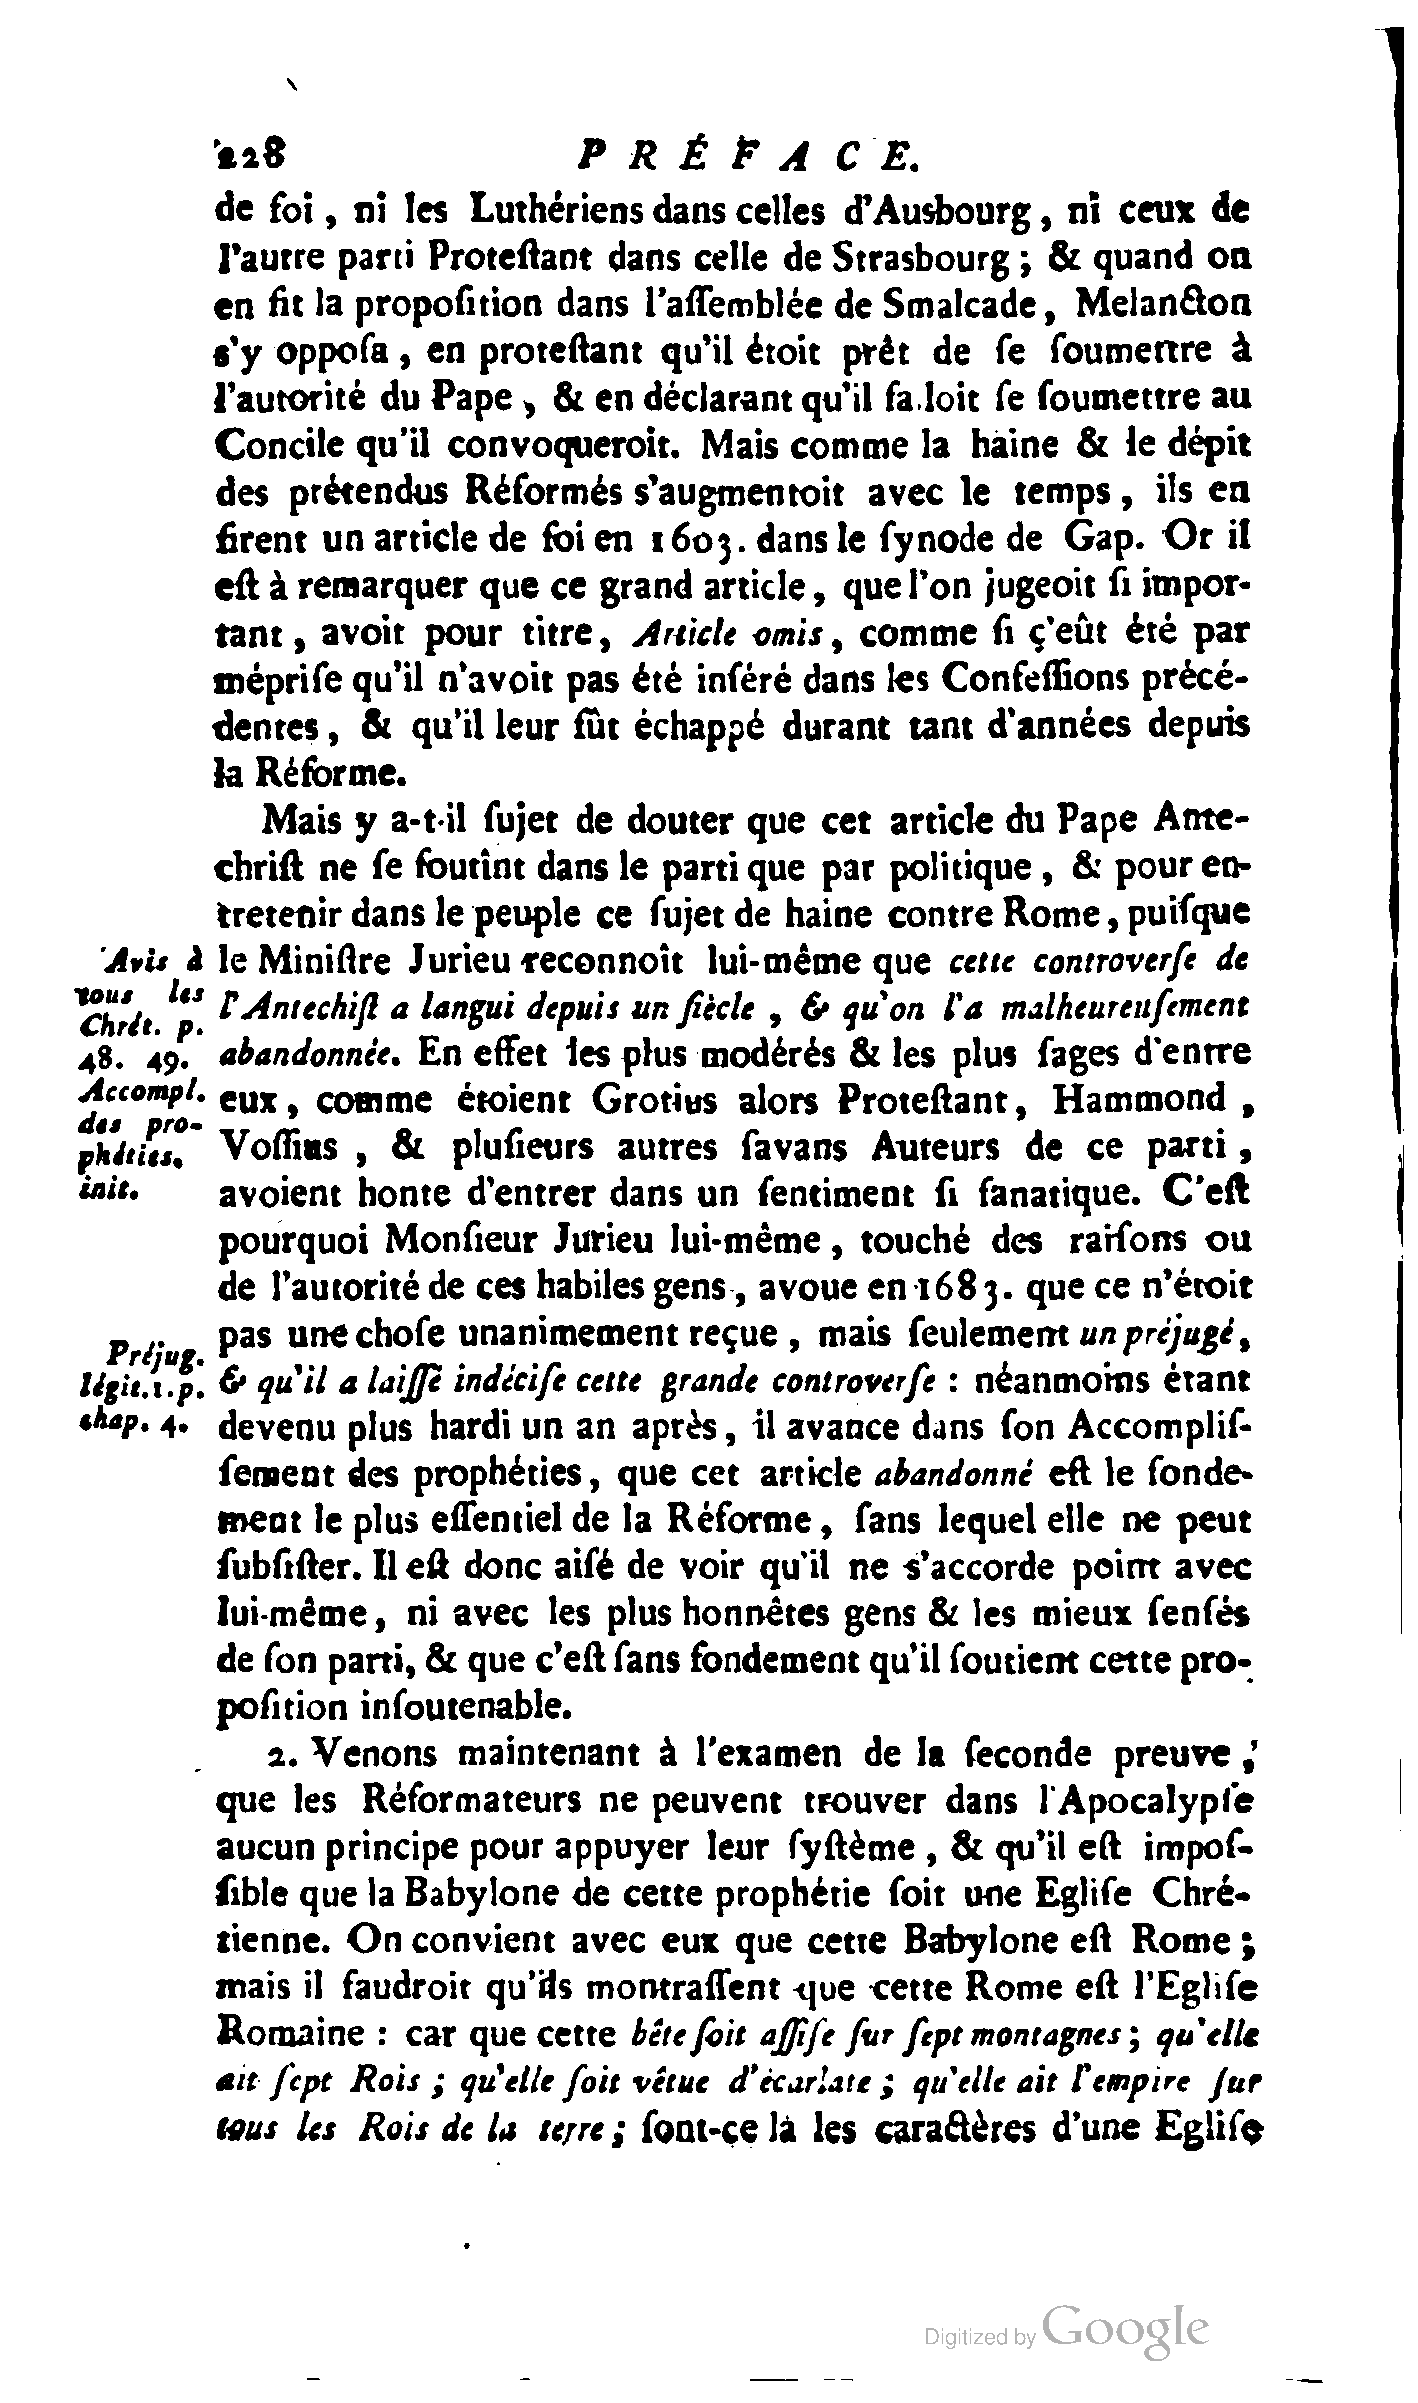 228 PRÉFACE.
de foi, ni les Luthériens dans celles d'Ausbourg, ni ceux de
l'autre parti Proteſtant dans celle de Strasbourg; & quand on
en fit la propoſition dans l'aſſemblée de Smalcade, Melancton
s'y oppoſa, en proteſtant qu'il étoit prêt de ſe ſoumettre à
l'autorité du Pape, & en déclarant qu'il faloit ſe ſoumettre au
Concile qu'il convoqueroit. Mais comme la haine & le dépit
des prétendus Réformés s'augmentoit avec le temps, ils en
firent un article de foi en 1603. dans le ſynode de Gap. Or il
eſt à remarquer que ce grand article, que l'on jugeoit ſi impor-
tant, avoit pour titre, Article omis, comme ſi ç'eût été par
mépriſe qu'il n'avoit pas été inſéré dans les Confeſſions précé-
dentes, & qu'il leur fût échappé durant tant d'années depuis
la Réforme.
Mais y a-t-il ſujet de douter que cet article du Pape Ante-
chriſt ne ſe ſoutînt dans le parti que par politique, & pour en-
tretenir dans le peuple ce ſujet de haine contre Rome, puiſque
le Miniſtre Jurieu reconnoît lui-même que cette controverſe de
l'Antechiſt a langui depuis un ſiècle, & qu'on l'a malheureuſement
abandonnée. En effet les plus modérés & les plus ſages d'entre
eux, comme étoient Grotius alors Proteſtant, Hammond,
Voſſius, & pluſieurs autres ſavans Auteurs de ce parti,
avoient honte d'entrer dans un ſentiment ſi fanatique. C'eſt
pourquoi Monſieur Jurieu lui-même, touché des raiſons ou
de l'autorité de ces habiles gens, avoue en 1683. que ce n'étoit
pas une choſe unanimement reçue, mais ſeulement un préjugé,
& qu'il a laiſſé indéciſe cette grande controverſe : néanmoins étant
devenu plus hardi un an après, il avance dans ſon Accompliſ-
ſement des prophéties, que cet article abandonné eſt le fonde-
ment le plus eſſentiel de la Réforme, ſans lequel elle ne peut
ſubſiſter. Il eſt donc aiſé de voir qu'il ne s'accorde point avec
lui-même, ni avec les plus honnêtes gens & les mieux ſenſés
de ſon parti, & que c'eſt ſans fondement qu'il ſoutient cette pro-
poſition inſoutenable.
2. Venons maintenant à l'examen de la ſeconde preuve;
que les Réformateurs ne peuvent trouver dans l'Apocalypſe
aucun principe pour appuyer leur ſyſtème, & qu'il eſt impoſ-
ſible que la Babylone de cette prophétie ſoit une Egliſe Chré-
tienne. On convient avec eux que cette Babylone eſt Rome;
mais il faudroit qu'ils montraſſent que cette Rome eſt l'Egliſe
Romaine : car que cette bête ſoit aſſiſe ſur ſept montagnes; qu'elle
ait ſept Rois; qu'elle ſoit vêtue d'écarlate; qu'elle ait l'empire ſur
tous les Rois de la terre; ſont-ce là les caractères d'une Egliſe
Avis à
tous les
Chrét. p.
48. 49.
Accompl.
des pro-
phéties.
init.
Préjug.
légit. 1. p.
chap. 4.
Digitized by Google